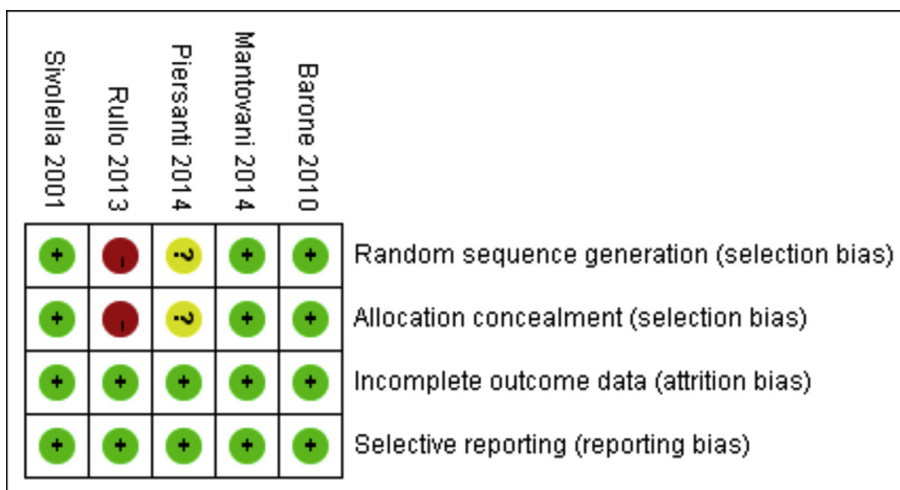 Sivolella 2001
Rullo 2013
Piersanti 2014
Mantovani 2014
Barone 2010
+ - ? + + Random sequence generation (selection bias)
+ - ? + + Allocation concealment (selection bias)
+ + + + + Incomplete outcome data (attrition bias)
+ + + + + Selective reporting (reporting bias)